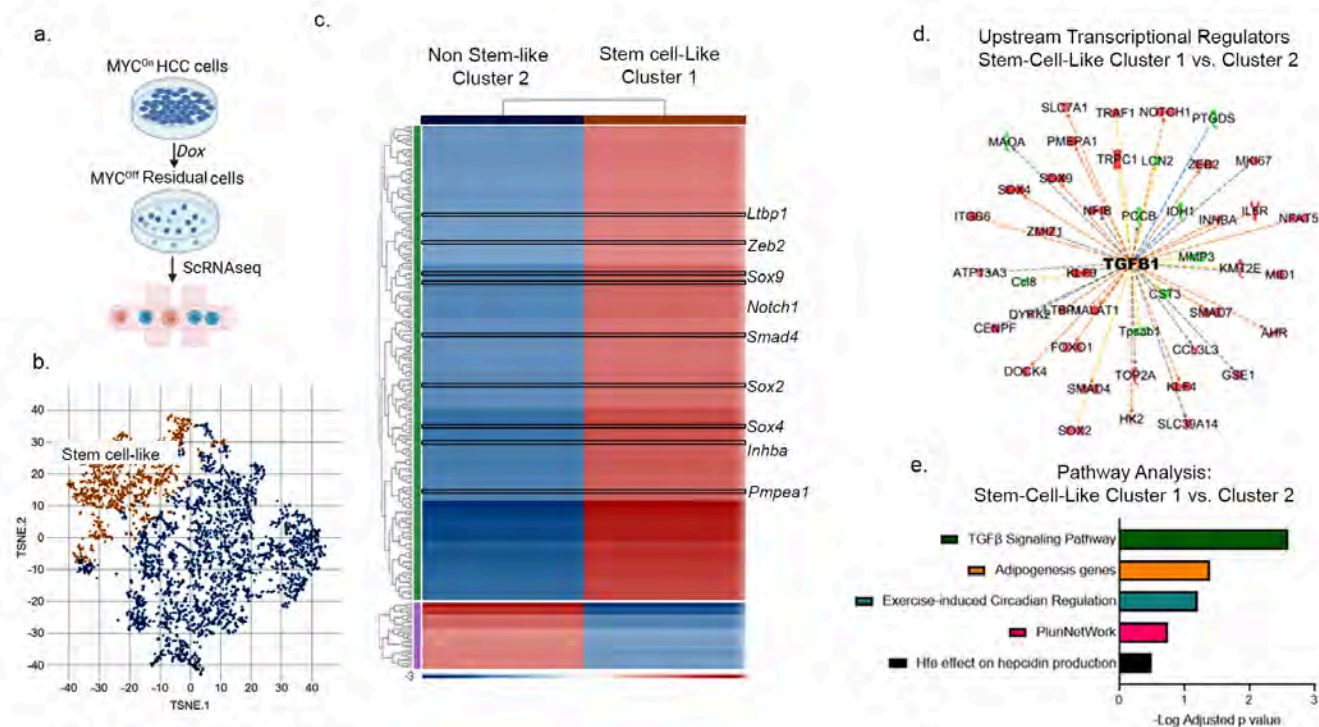 a.
MYCOn HCC cells
Dox
MYCOff Residual cells
ScRNAseq
b.
Stem cell-like
TSNE.2
40
30
20
10
0
-10
-20
-30
-40
-40 -30 -20 -10 0 10 20 30 40
TSNE.1
c.
Non Stem-like
Cluster 2
Stem cell-Like
Cluster 1
Ltbp1
Zeb2
Sox9
Notch1
Smad4
Sox2
Sox4
Inhba
Pmpea1
-3
d.
Upstream Transcriptional Regulators
Stem-Cell-Like Cluster 1 vs. Cluster 2
SLC7A1
TRAF1
NOTCH1
PTGDS
MAOA
PMEPA1
TRPC1
LCN2
ZEB2
MKI67
SOX4
SOX9
NFIB
PCCB
IDH1
INHBA
IL6R
NFAT5
ITGB6
ZMIZ1
TGFB1
MMP3
KMT2E
MID1
ATP13A3
Ccl8
CST3
DYRK2
MALAT1
SMAD7
AHR
CENPF
FOXO1
Tpsab1
CCL3L3
GSE1
DOCK4
SMAD4
TOP2A
KLF4
SOX2
HK2
SLC39A14
e.
Pathway Analysis:
Stem-Cell-Like Cluster 1 vs. Cluster 2
TGFβ Signaling Pathway
Adipogenesis genes
Exercise-induced Circadian Regulation
PluriNetWork
Hfe effect on hepcidin production
0 1 2 3
-Log Adjusted p value